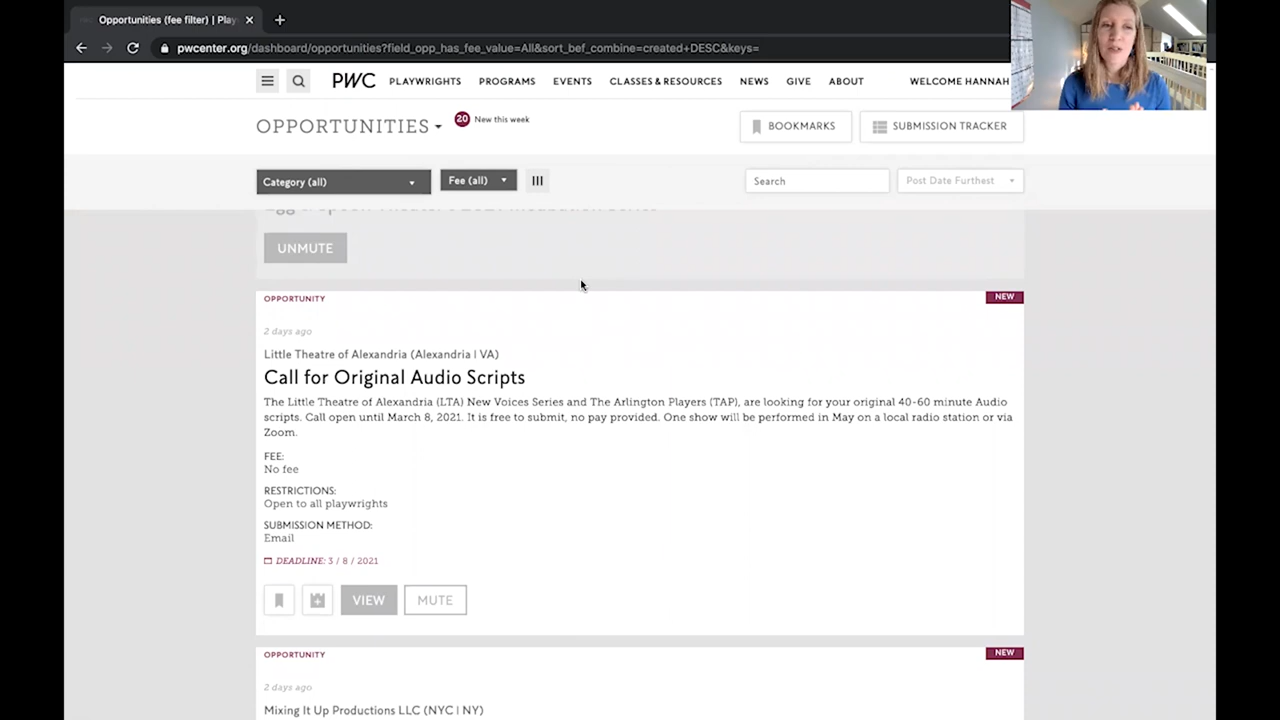 Opportunities (fee filter) | Play
pwcenter.org/dashboard/opportunities?field_opp_has_fee_value=All&sort_bef_combine=created+DESC&keys=
PWC PLAYWRIGHTS PROGRAMS EVENTS CLASSES & RESOURCES NEWS GIVE ABOUT WELCOME HANNAH
OPPORTUNITIES 20 New this week BOOKMARKS SUBMISSION TRACKER
Category (all) Fee (all) Search Post Date Furthest
UNMUTE
OPPORTUNITY NEW
2 days ago
Little Theatre of Alexandria (Alexandria | VA)
Call for Original Audio Scripts
The Little Theatre of Alexandria (LTA) New Voices Series and The Arlington Players (TAP), are looking for your original 40-60 minute Audio
scripts. Call open until March 8, 2021. It is free to submit, no pay provided. One show will be performed in May on a local radio station or via
Zoom.
FEE:
No fee
RESTRICTIONS:
Open to all playwrights
SUBMISSION METHOD:
Email
DEADLINE: 3 / 8 / 2021
VIEW MUTE
OPPORTUNITY NEW
2 days ago
Mixing It Up Productions LLC (NYC | NY)